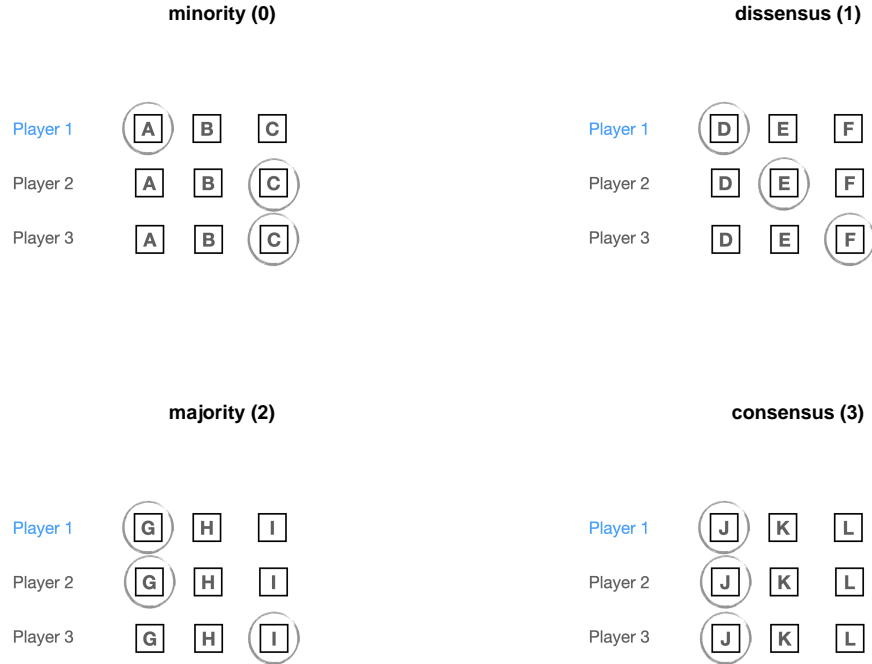 minority (0)
Player 1 A B C
Player 2 A B C
Player 3 A B C
dissensus (1)
Player 1 D E F
Player 2 D E F
Player 3 D E F
majority (2)
Player 1 G H I
Player 2 G H I
Player 3 G H I
consensus (3)
Player 1 J K L
Player 2 J K L
Player 3 J K L